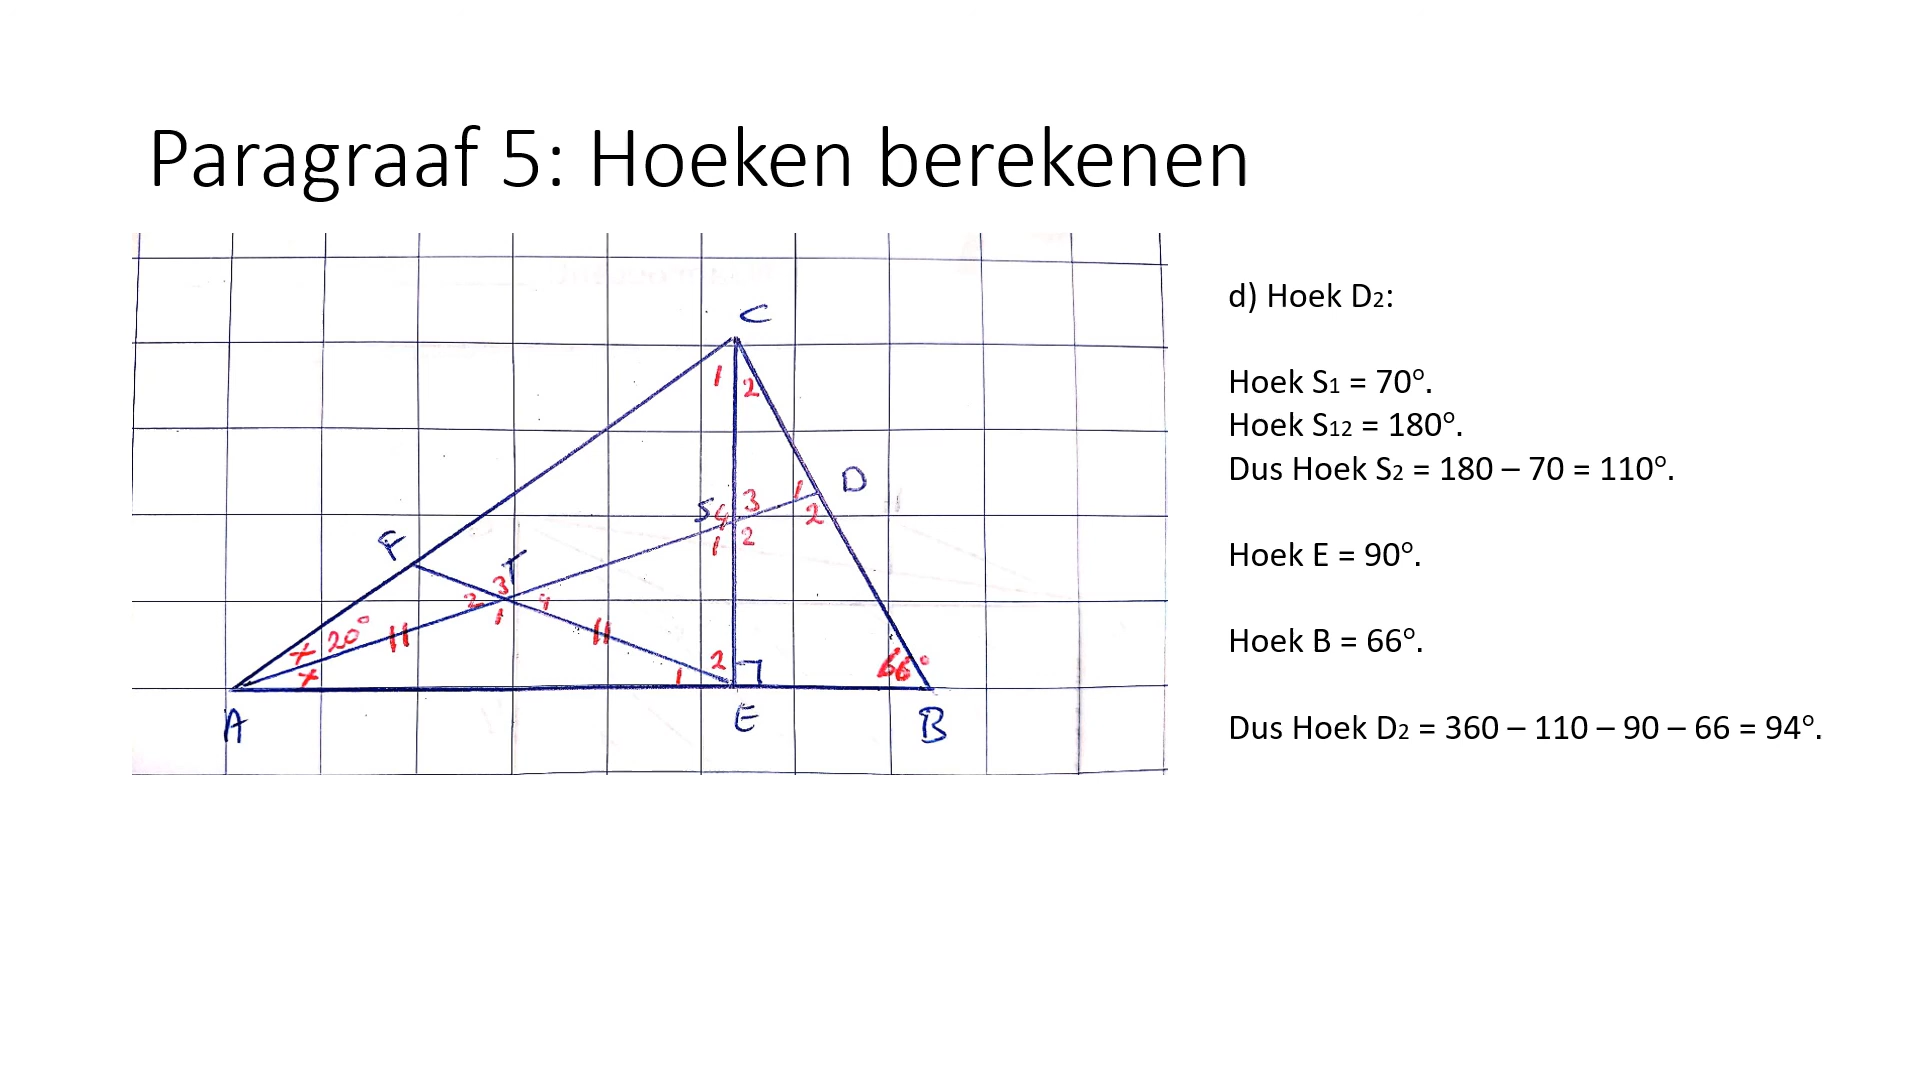 Paragraaf 5: Hoeken berekenen
C
1 2
D
S 4 3 1
1 2 2
F
T
2 3 4
1
20°
x
x
1 2
66°
A
E
B
d) Hoek D2:
Hoek S1 = 70°.
Hoek S12 = 180°.
Dus Hoek S2 = 180 – 70 = 110°.
Hoek E = 90°.
Hoek B = 66°.
Dus Hoek D2 = 360 – 110 – 90 – 66 = 94°.